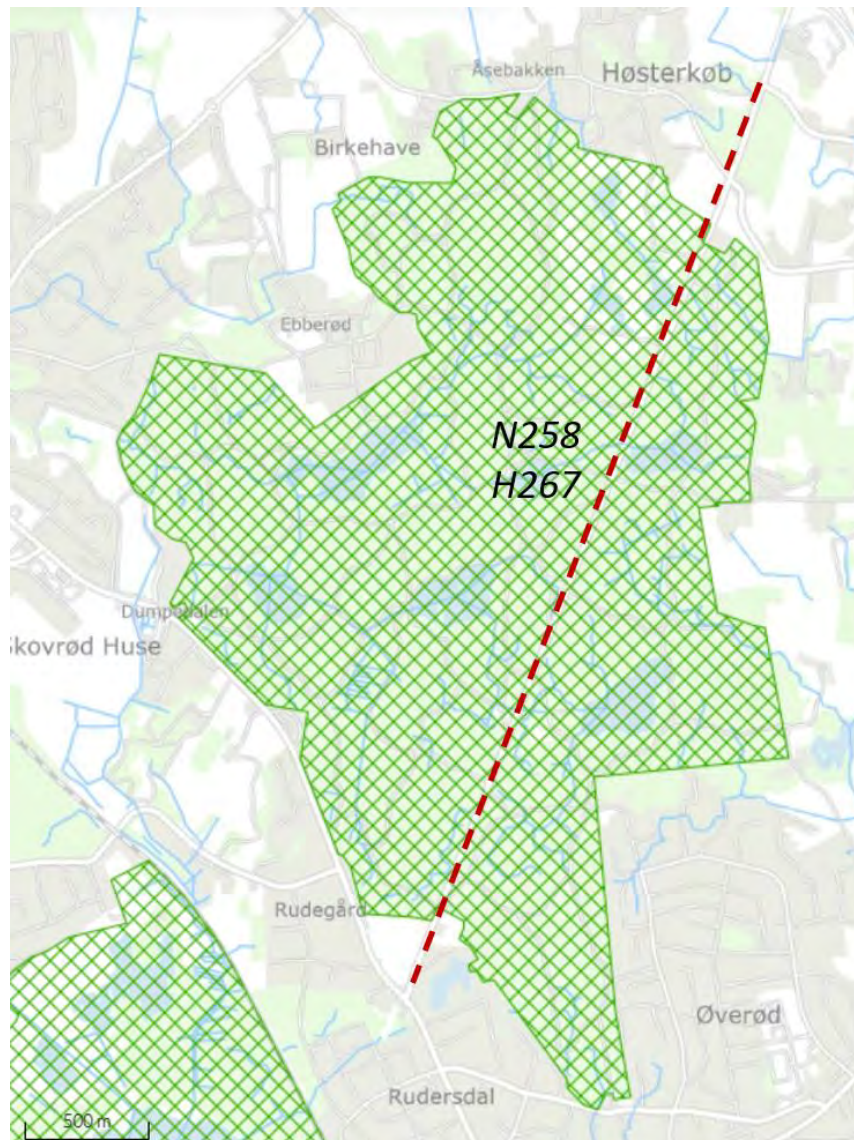 Åsebakken
Høsterkøb
Birkehave
Ebberød
N258
H267
Dumpedalen
Skovrød Huse
Rudegård
Øverød
Rudersdal
500 m